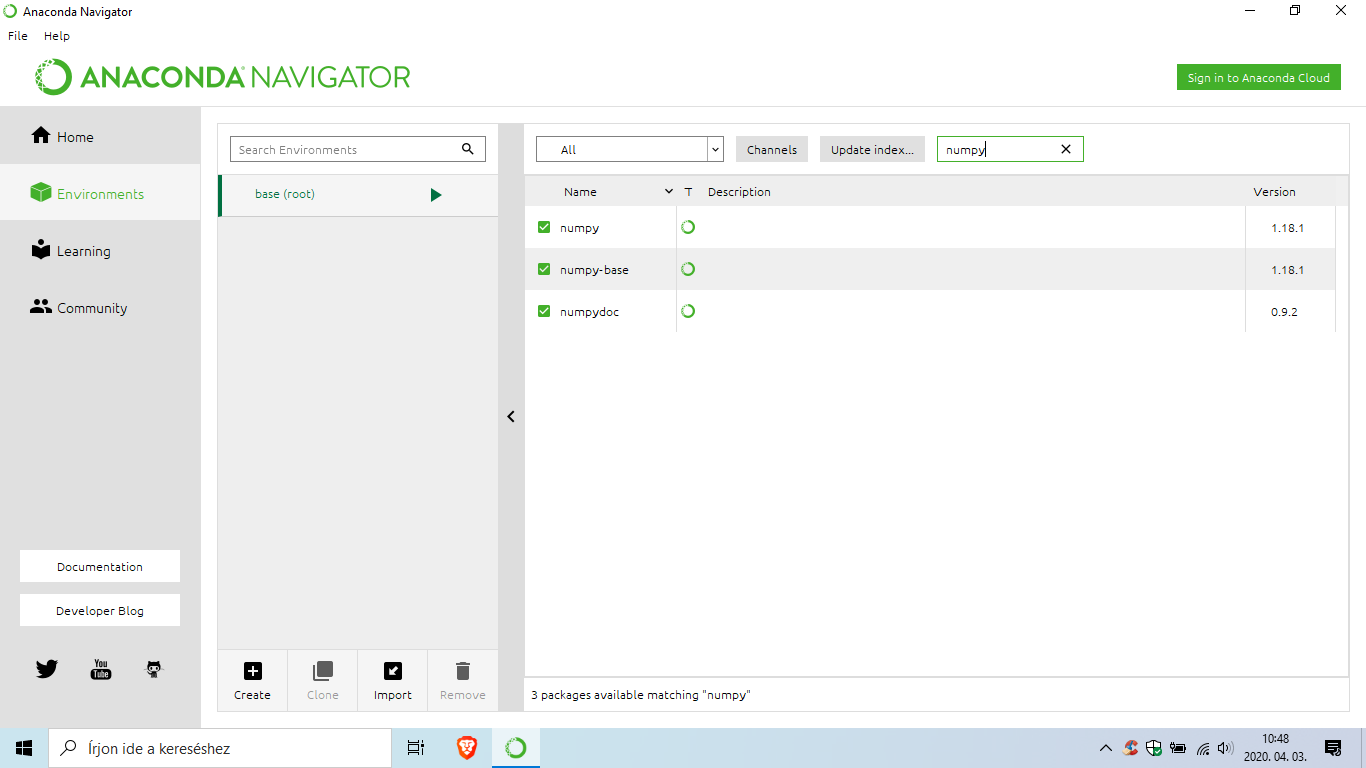 Anaconda Navigator
File Help
ANACONDA NAVIGATOR
Sign in to Anaconda Cloud
Home
Environments
Learning
Community
Documentation
Developer Blog
You Tube
Search Environments
base (root)
Create
Clone
Import
Remove
All
Channels
Update index...
numpy
Name T Description Version
numpy 1.18.1
numpy-base 1.18.1
numpydoc 0.9.2
3 packages available matching "numpy"
Írjon ide a kereséshez
10:48
2020. 04. 03.